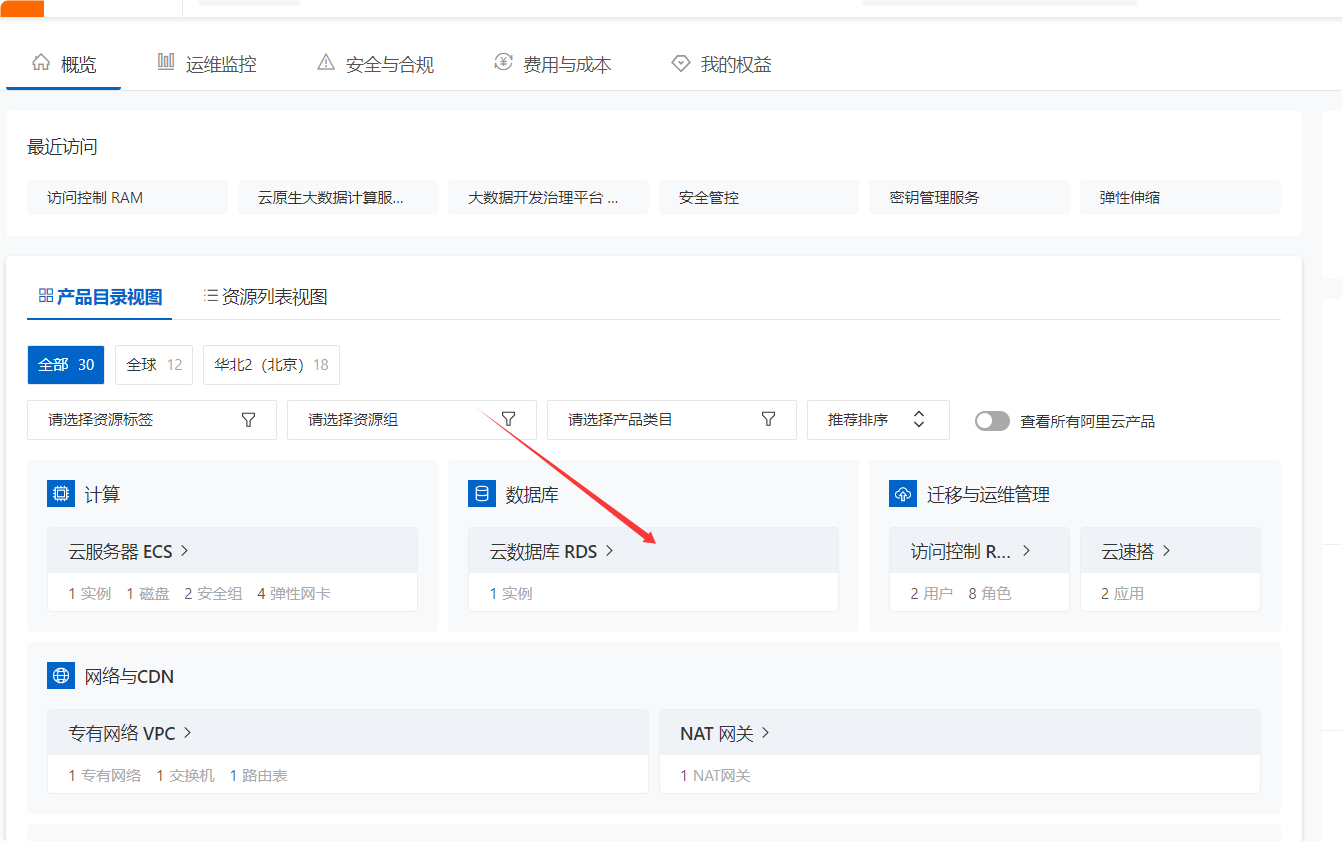 概览 运维监控 安全与合规 费用与成本 我的权益
最近访问
访问控制 RAM 云原生大数据计算服... 大数据开发治理平台 ... 安全管控 密钥管理服务 弹性伸缩
产品目录视图 资源列表视图
全部 30 全球 12 华北2（北京）18
请选择资源标签 请选择资源组 请选择产品类目 推荐排序 查看所有阿里云产品
计算
云服务器 ECS
1 实例 1 磁盘 2 安全组 4 弹性网卡
数据库
云数据库 RDS
1 实例
迁移与运维管理
访问控制 R...
2 用户 8 角色
云速搭
2 应用
网络与CDN
专有网络 VPC
1 专有网络 1 交换机 1 路由表
NAT 网关
1 NAT网关